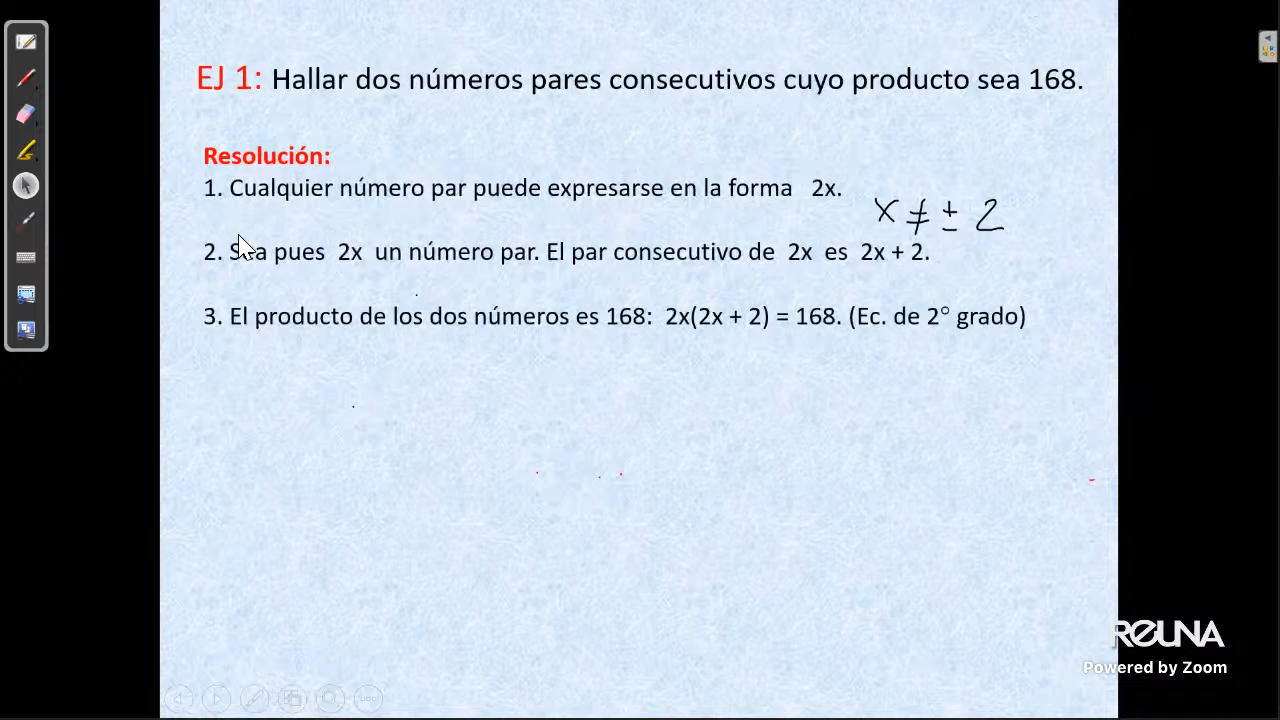 EJ 1: Hallar dos números pares consecutivos cuyo producto sea 168.
Resolución:
1. Cualquier número par puede expresarse en la forma 2x.
x ≠ ± 2
2. Sea pues 2x un número par. El par consecutivo de 2x es 2x + 2.
3. El producto de los dos números es 168: 2x(2x + 2) = 168. (Ec. de 2° grado)
REUNA
Powered by Zoom